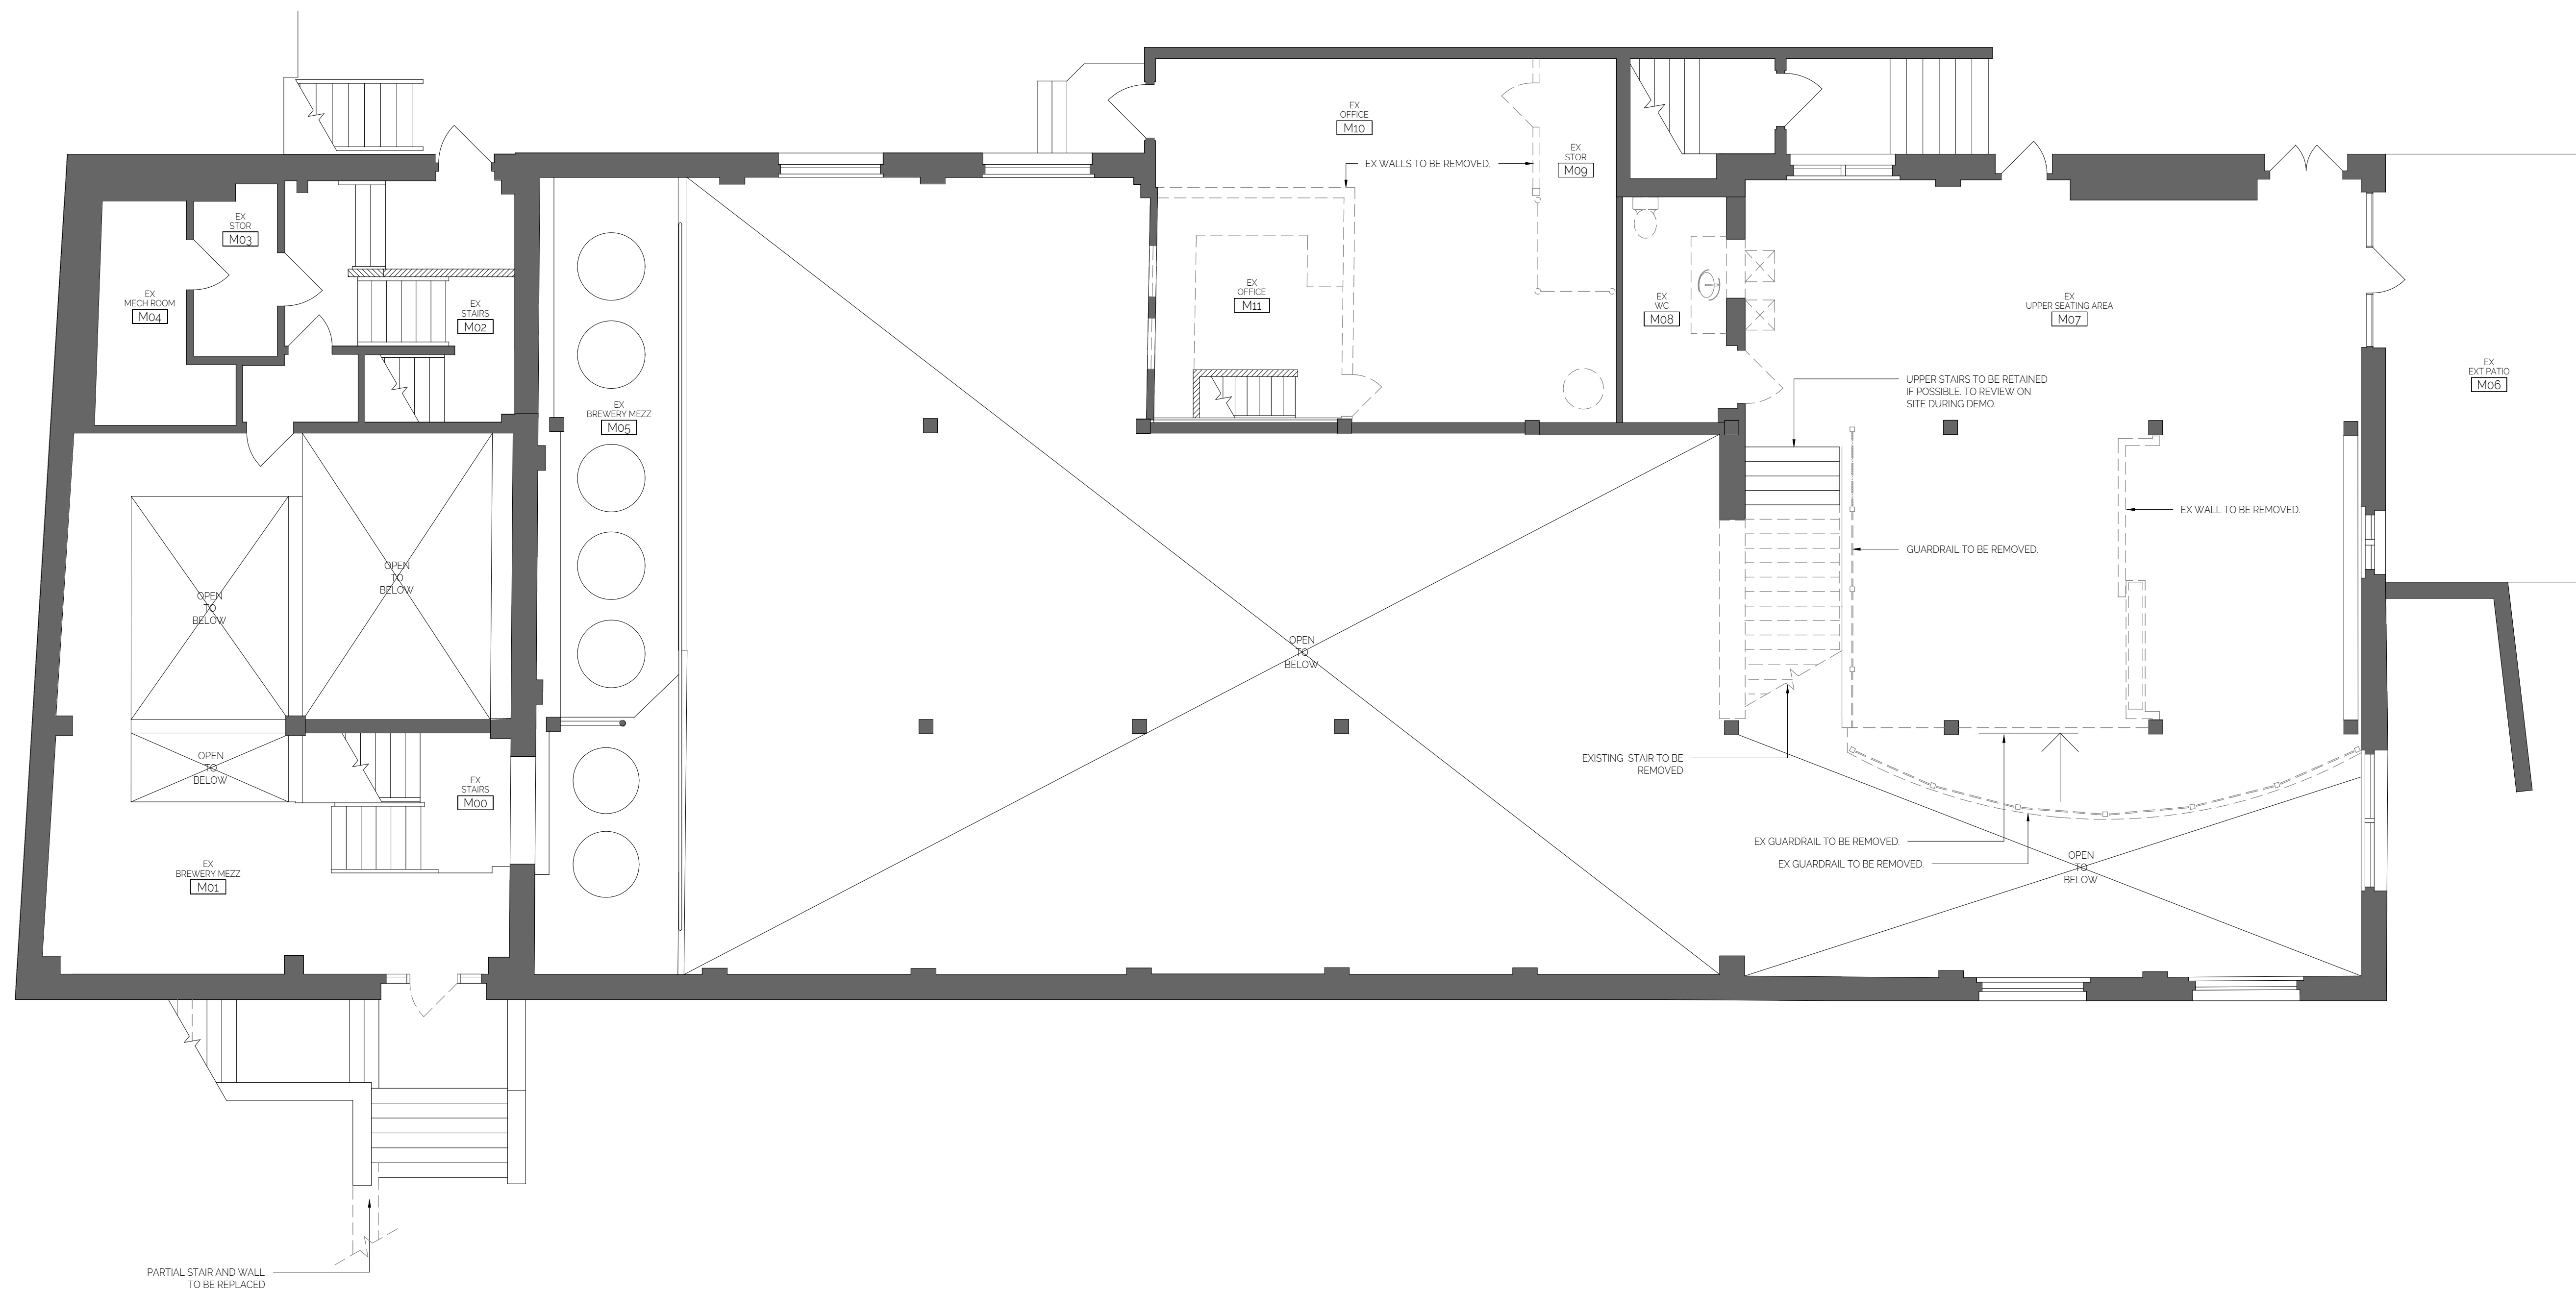 EX
OFFICE
M10
EX WALLS TO BE REMOVED.
EX
STOR
M09
EX
STOR
M03
EX
MECH ROOM
M04
EX
STAIRS
M02
EX
OFFICE
M11
EX
WC
M08
EX
UPPER SEATING AREA
M07
EX
EXT PATIO
M06
UPPER STAIRS TO BE RETAINED
IF POSSIBLE. TO REVIEW ON
SITE DURING DEMO.
EX
BREWERY MEZZ
M05
EX WALL TO BE REMOVED.
GUARDRAIL TO BE REMOVED.
OPEN
TO
BELOW
OPEN
TO
BELOW
OPEN
TO
BELOW
OPEN
TO
BELOW
EX
STAIRS
M00
EXISTING STAIR TO BE
REMOVED
EX GUARDRAIL TO BE REMOVED.
EX GUARDRAIL TO BE REMOVED.
OPEN
TO
BELOW
EX
BREWERY MEZZ
M01
PARTIAL STAIR AND WALL
TO BE REPLACED